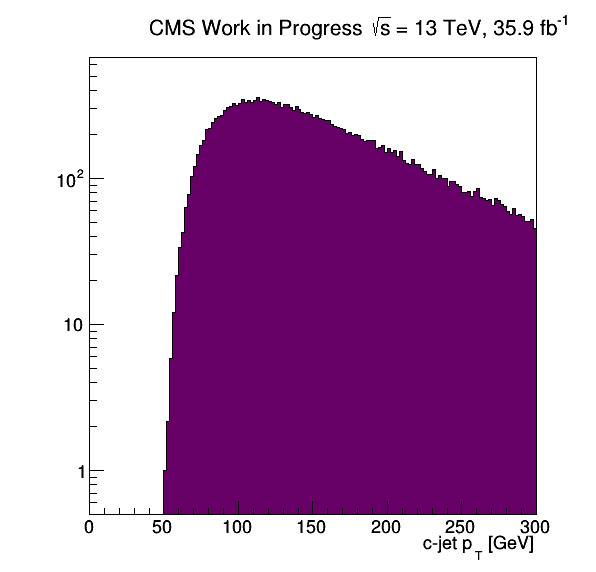 CMS Work in Progress √s = 13 TeV, 35.9 fb⁻¹
10²
10
1
0 50 100 150 200 250 300
c-jet p_T [GeV]